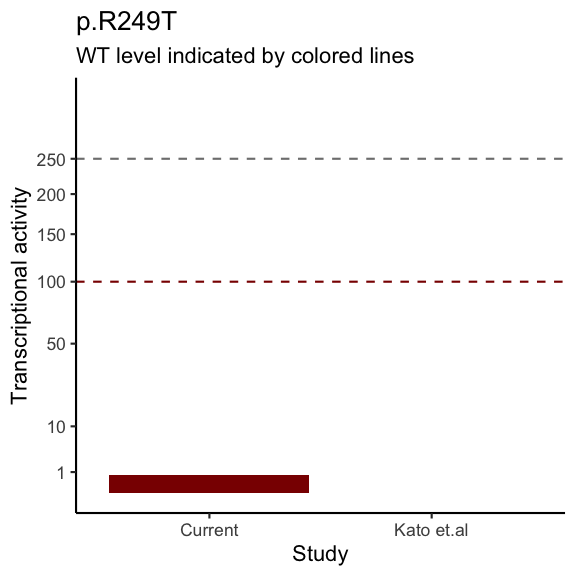 p.R249T
WT level indicated by colored lines
Transcriptional activity
250
200
150
100
50
10
1
Current
Kato et.al
Study